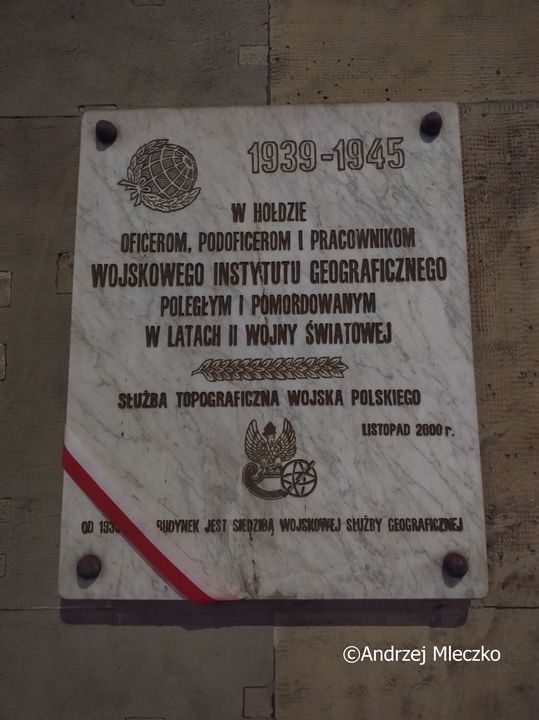 1939-1945
W HOŁDZIE
OFICEROM, PODOFICEROM I PRACOWNIKOM
WOJSKOWEGO INSTYTUTU GEOGRAFICZNEGO
POLEGŁYM I POMORDOWANYM
W LATACH II WOJNY ŚWIATOWEJ
SŁUŻBA TOPOGRAFICZNA WOJSKA POLSKIEGO
LISTOPAD 2000 r.
OD BUDYNEK JEST SIEDZIBĄ WOJSKOWEJ SŁUŻBY GEOGRAFICZNEJ
©Andrzej Mleczko